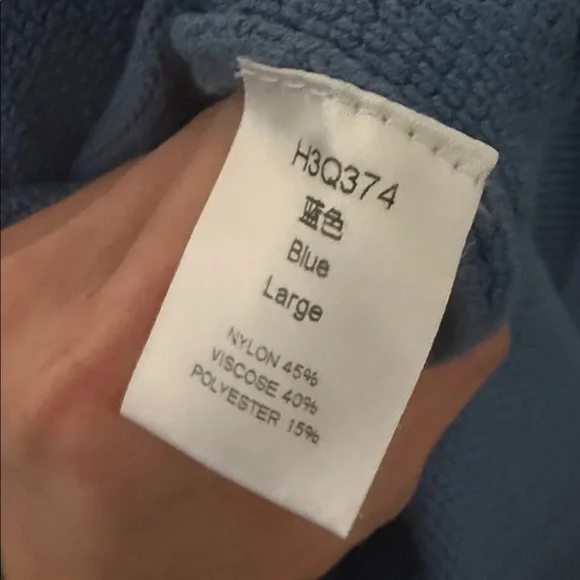 H3Q374
蓝色
Blue
Large
NYLON 45%
VISCOSE 40%
POLYESTER 15%